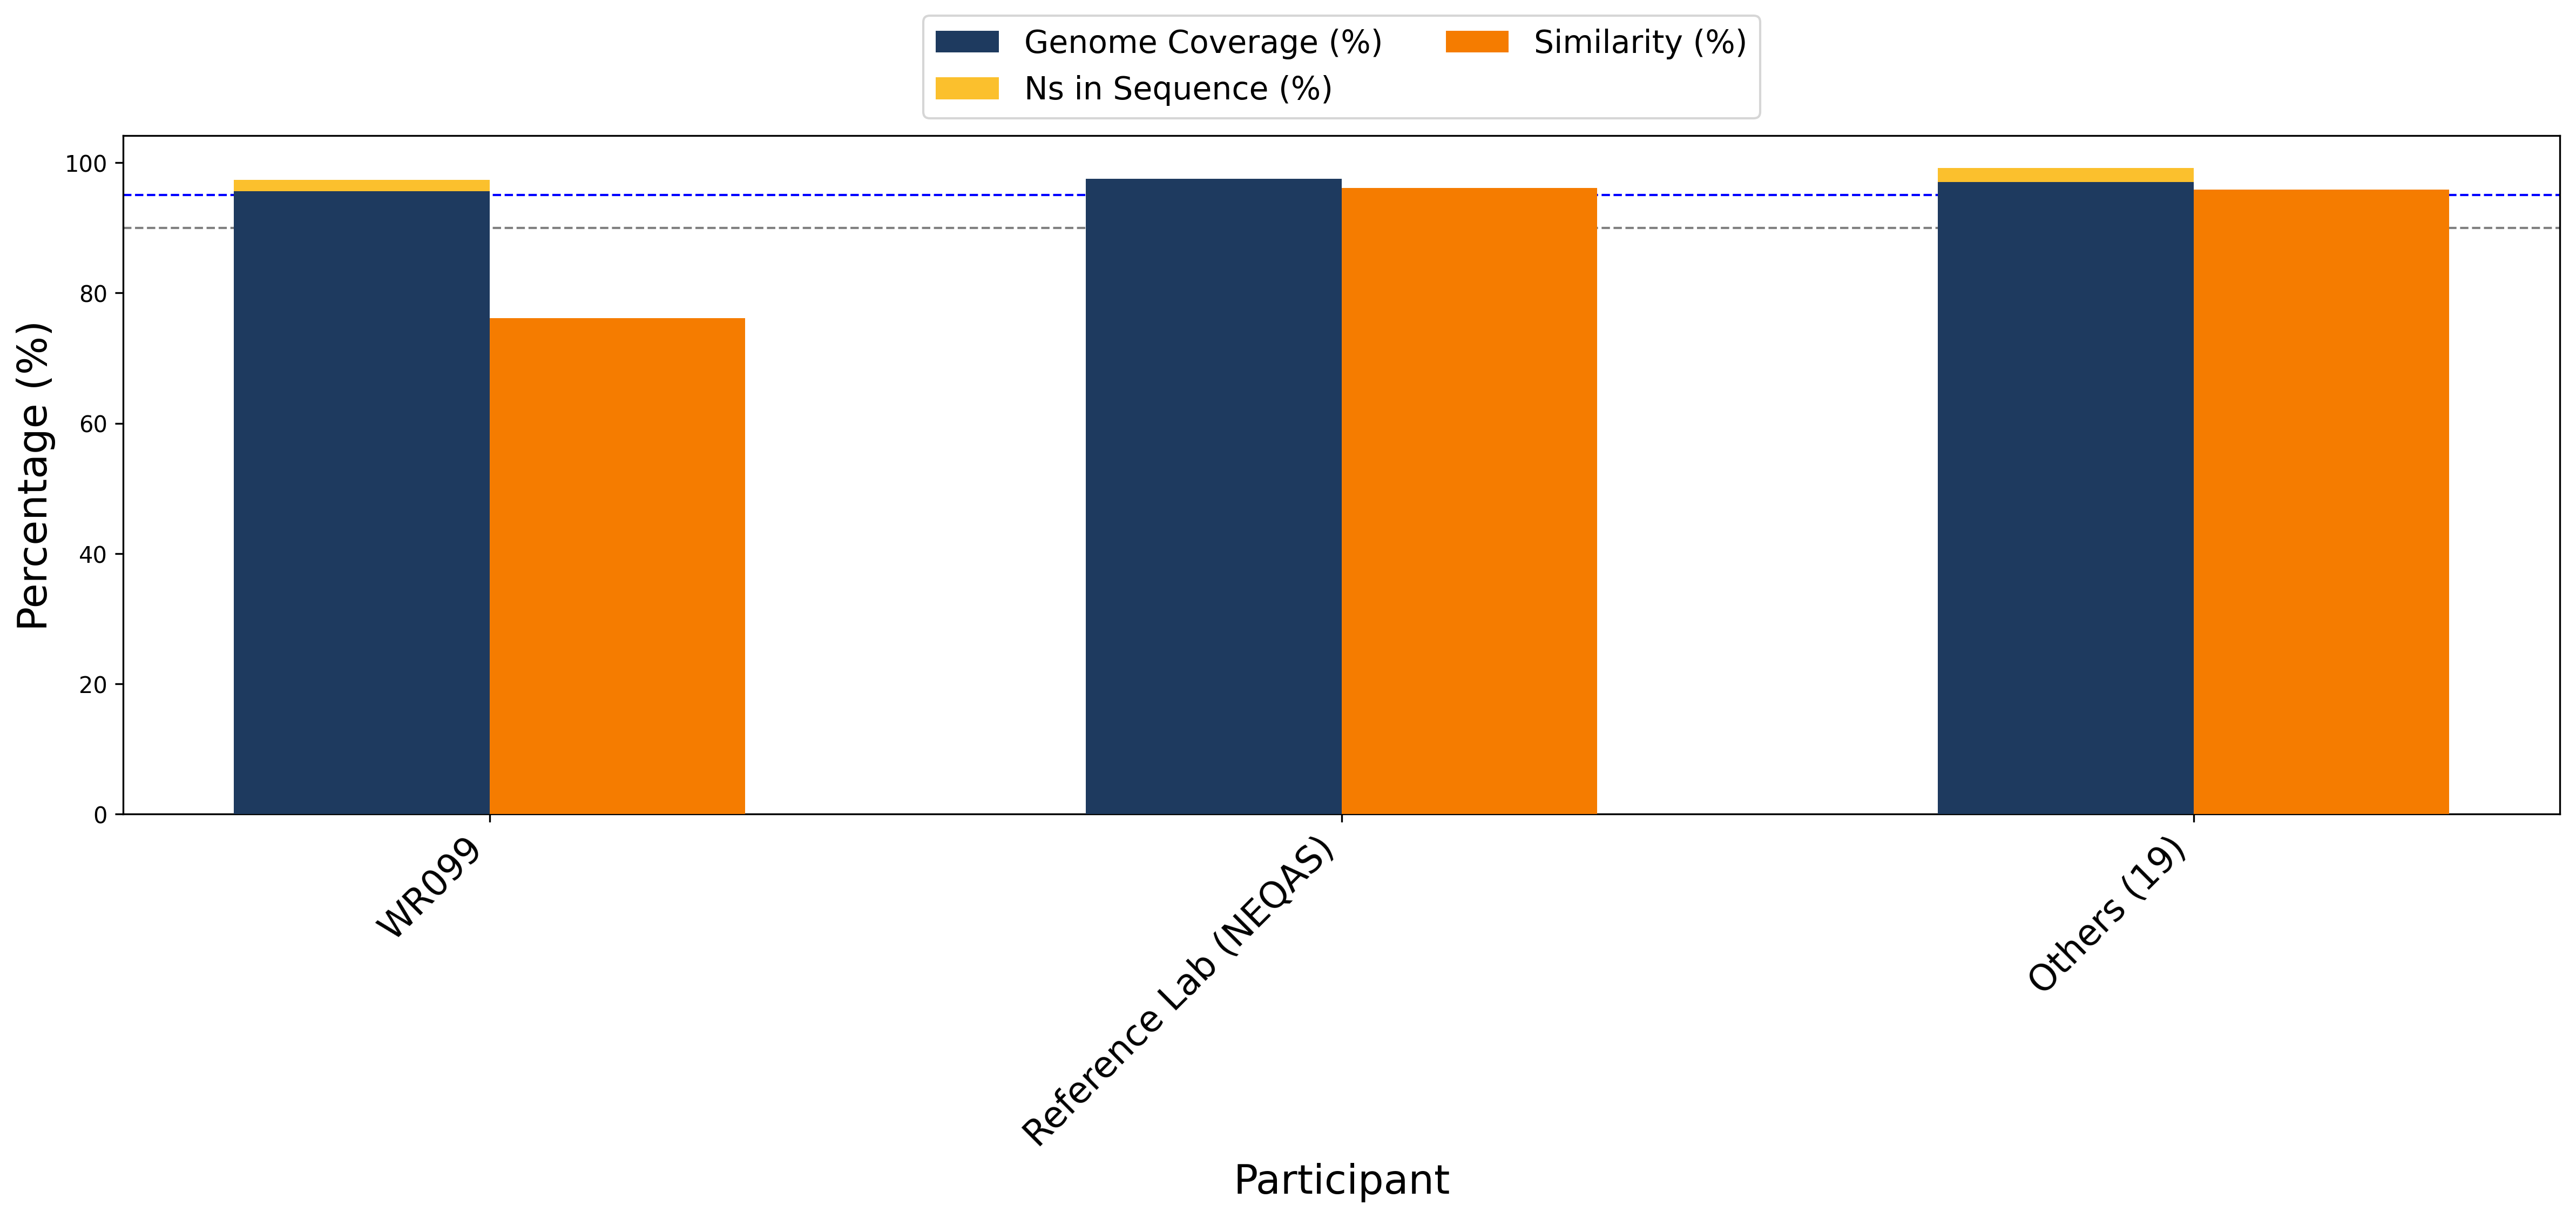 Genome Coverage (%)
Ns in Sequence (%)
Similarity (%)
Percentage (%)
100
80
60
40
20
0
WR099
Reference Lab (NEQAS)
Others (19)
Participant